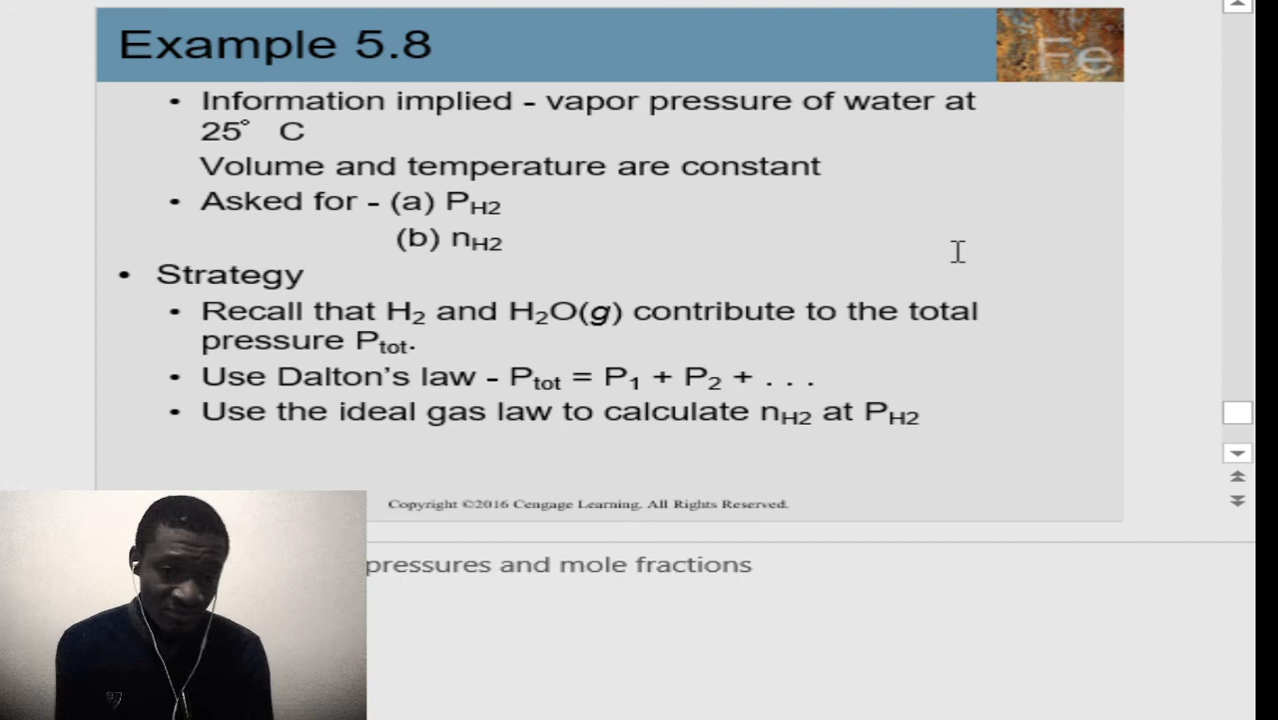 Example 5.8
Fe
• Information implied - vapor pressure of water at
25° C
Volume and temperature are constant
• Asked for - (a) P_H2
(b) n_H2
• Strategy
• Recall that H₂ and H₂O(g) contribute to the total
pressure P_tot.
• Use Dalton's law - P_tot = P₁ + P₂ + . . .
• Use the ideal gas law to calculate n_H2 at P_H2
Copyright ©2016 Cengage Learning. All Rights Reserved.
pressures and mole fractions